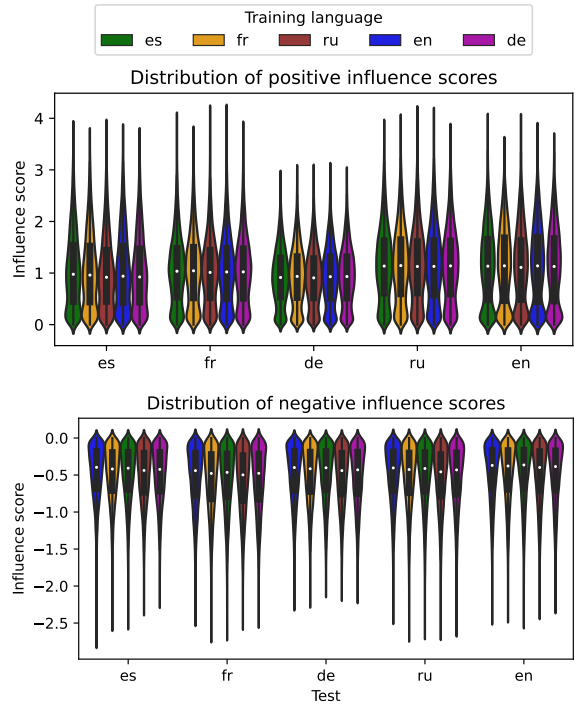 Training language
es fr ru en de
Distribution of positive influence scores
Influence score
4
3
2
1
0
es fr de ru en
Distribution of negative influence scores
Influence score
0.0
−0.5
−1.0
−1.5
−2.0
−2.5
es fr de ru en
Test